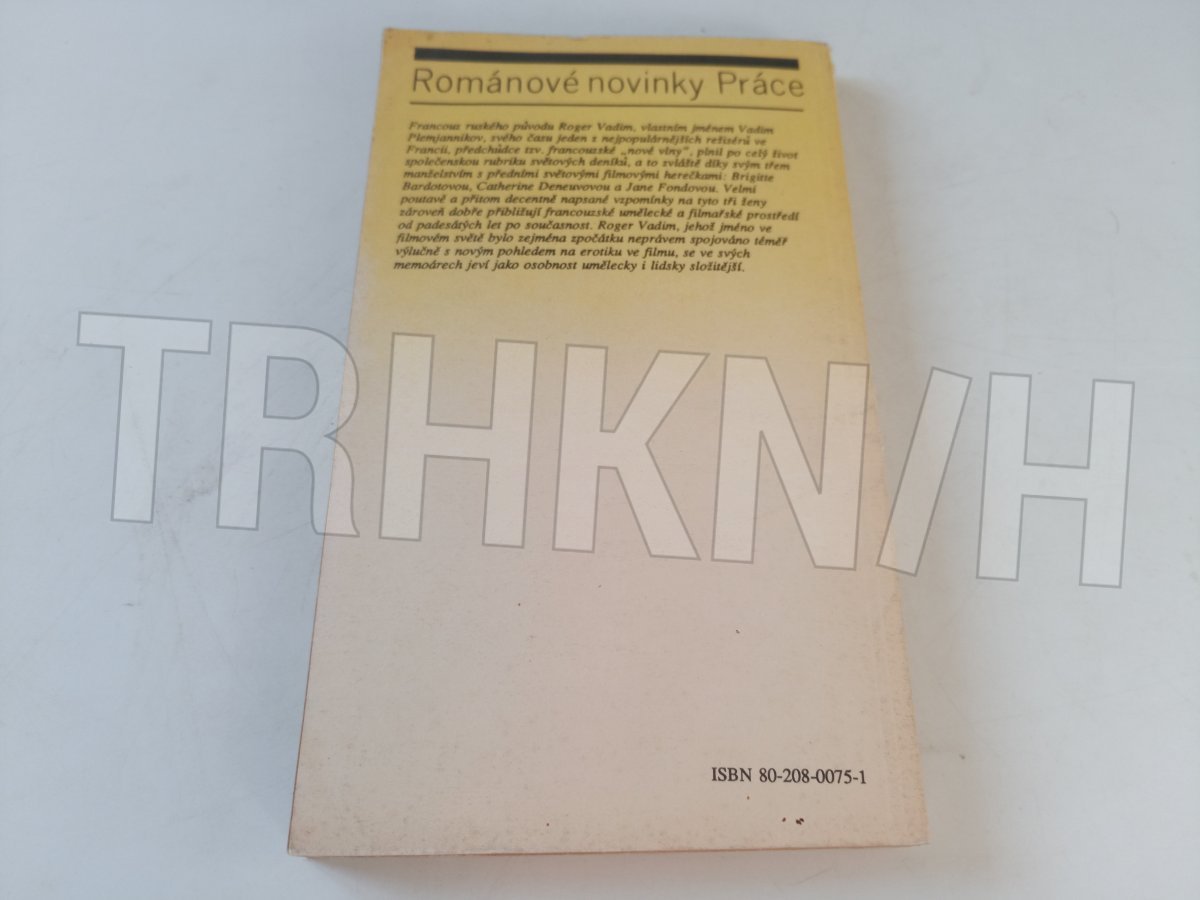 Románové novinky Práce
Francouz ruského původu Roger Vadim, vlastním jménem Vadim
Plemjannikov, svého času jeden z nejpopulárnějších režisérů ve
Francii, předchůdce tzv. francouzské „nové vlny", plnil po celý život
společenskou rubriku světových deníků, a to zvláště díky svým třem
manželstvím s předními světovými filmovými herečkami: Brigitte
Bardotovou, Catherine Deneuvovou a Jane Fondovou. Velmi
poutavě a přitom decentně napsané vzpomínky na tyto tři ženy
zároveň dobře přibližují francouzské umělecké a filmařské prostředí
od padesátých let po současnost. Roger Vadim, jehož jméno ve
filmovém světě bylo zejména zpočátku neprávem spojováno téměř
výlučně s novým pohledem na erotiku ve filmu, se ve svých
memoárech jeví jako osobnost umělecky i lidsky složitější.
TRHKN/H
ISBN 80-208-0075-1